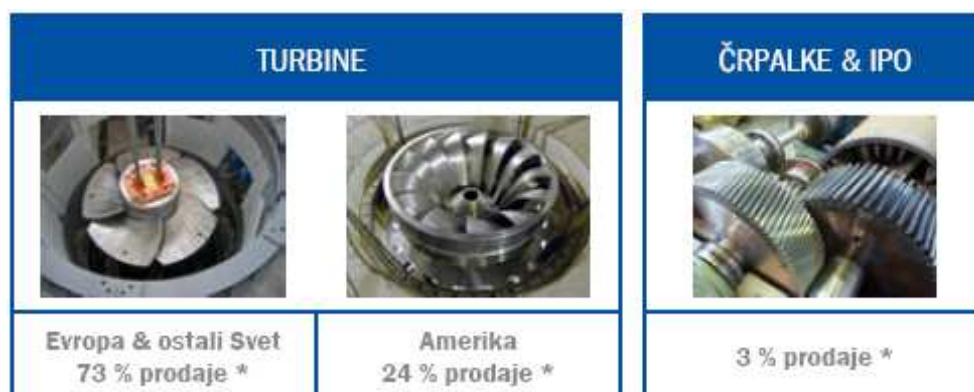 TURBINE
ČRPALKE & IPO
Evropa & ostali Svet
73 % prodaje *
Amerika
24 % prodaje *
3 % prodaje *